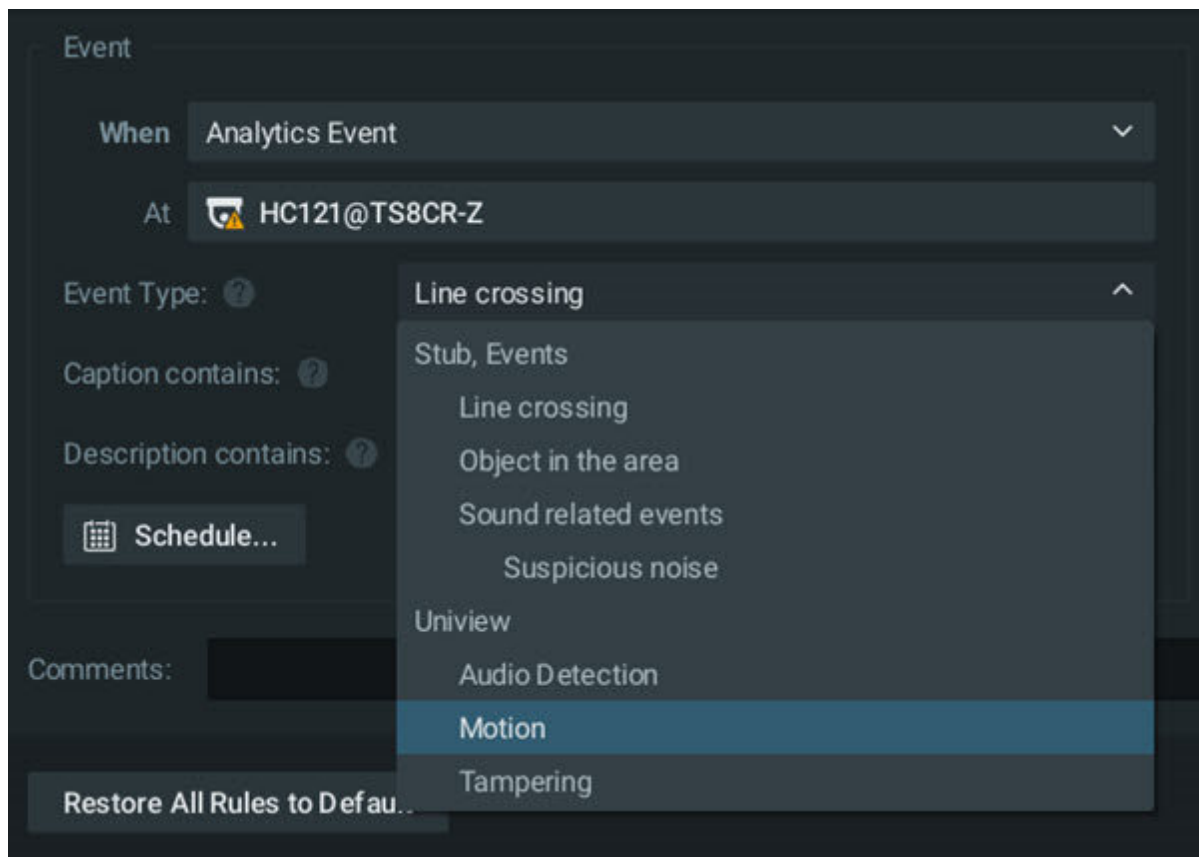 Event
When Analytics Event
At HC121@TS8CR-Z
Event Type: ? Line crossing
Stub, Events
Caption contains: ?
Line crossing
Description contains: ?
Object in the area
Sound related events
Schedule...
Suspicious noise
Uniview
Comments:
Audio Detection
Motion
Tampering
Restore All Rules to